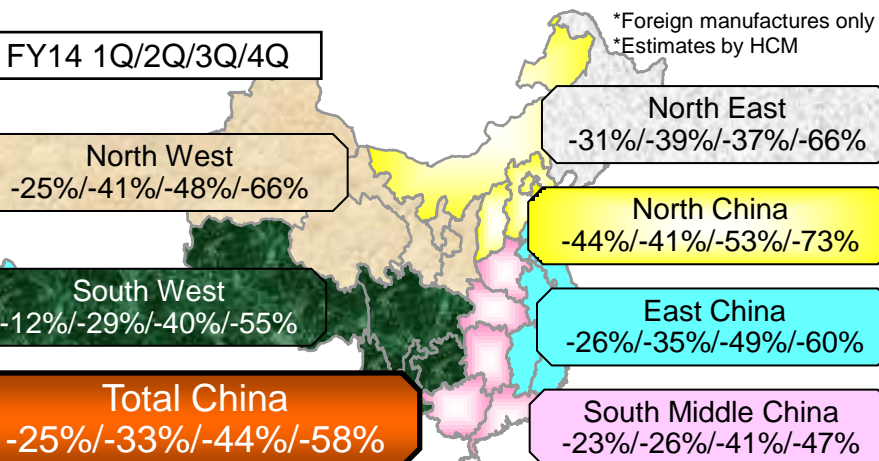 *Foreign manufactures only
*Estimates by HCM
FY14 1Q/2Q/3Q/4Q
North East
-31%/-39%/-37%/-66%
North West
-25%/-41%/-48%/-66%
North China
-44%/-41%/-53%/-73%
South West
-12%/-29%/-40%/-55%
East China
-26%/-35%/-49%/-60%
Total China
-25%/-33%/-44%/-58%
South Middle China
-23%/-26%/-41%/-47%